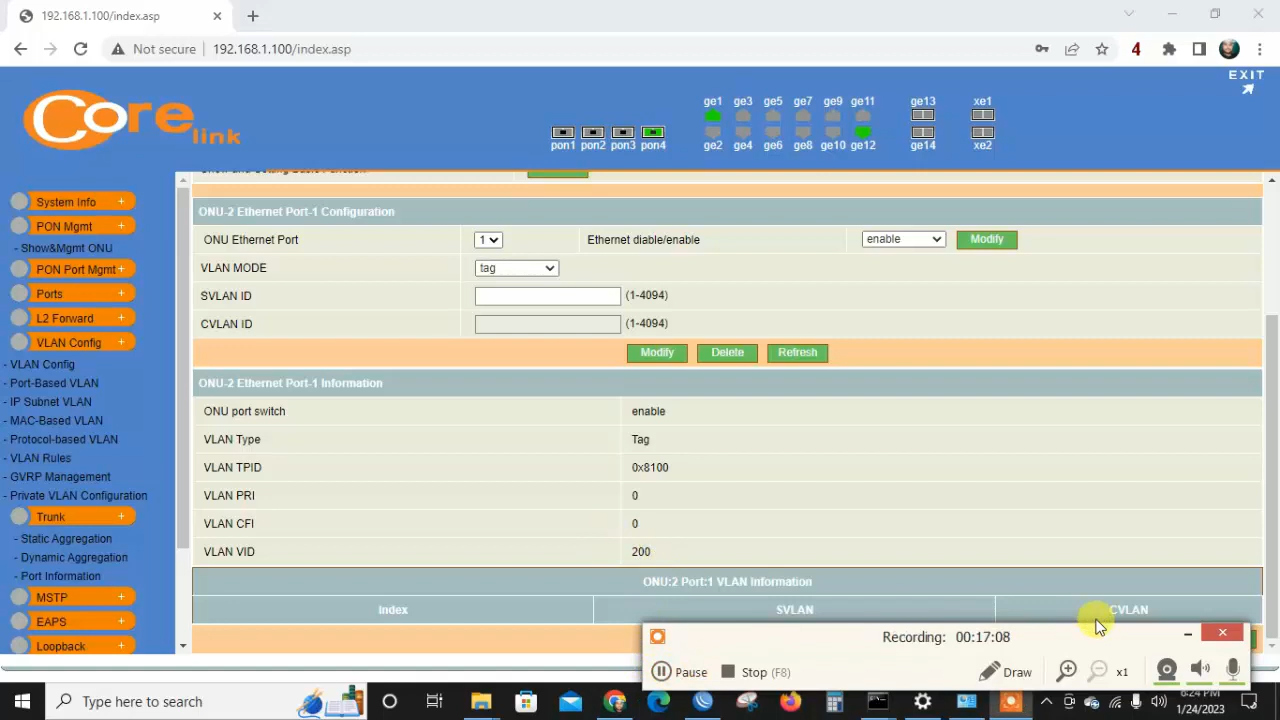 192.168.1.100/index.asp
Not secure
192.168.1.100/index.asp
4
EXIT
Core link
ge1 ge3 ge5 ge7 ge9 ge11 ge13 xe1
pon1 pon2 pon3 pon4 ge2 ge4 ge6 ge8 ge10 ge12 ge14 xe2
System Info +
PON Mgmt +
- Show&Mgmt ONU
PON Port Mgmt +
Ports +
L2 Forward +
VLAN Config +
- VLAN Config
- Port-Based VLAN
- IP Subnet VLAN
- MAC-Based VLAN
- Protocol-based VLAN
- VLAN Rules
- GVRP Management
- Private VLAN Configuration
Trunk +
- Static Aggregation
- Dynamic Aggregation
- Port Information
MSTP +
EAPS +
Loopback +
Show and Setting Basic Function
ONU-2 Ethernet Port-1 Configuration
ONU Ethernet Port 1 Ethernet diable/enable enable Modify
VLAN MODE tag
SVLAN ID (1-4094)
CVLAN ID (1-4094)
Modify Delete Refresh
ONU-2 Ethernet Port-1 Information
ONU port switch enable
VLAN Type Tag
VLAN TPID 0x8100
VLAN PRI 0
VLAN CFI 0
VLAN VID 200
ONU:2 Port:1 VLAN Information
Index SVLAN CVLAN
Recording: 00:17:08
Pause Stop (F8) Draw x1
Type here to search
6:24 PM
1/24/2023